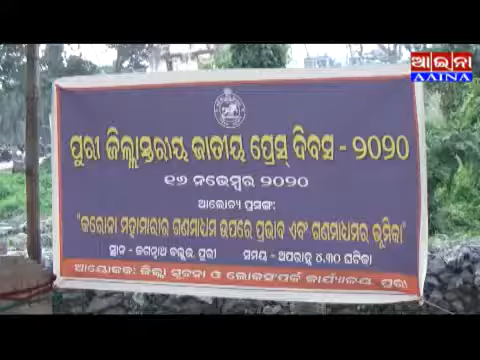 ଆଇନା
AAINA
ପୁରୀ ଜିଲ୍ଲାସ୍ତରୀୟ ଜାତୀୟ ପ୍ରେସ୍ ଦିବସ - ୨୦୨୦
୧୬ ନଭେମ୍ବର ୨୦୨୦
ଆଲୋଚ୍ୟ ପ୍ରସଙ୍ଗ:
"କରୋନା ମହାମାରୀର ଗଣମାଧ୍ୟମ ଉପରେ ପ୍ରଭାବ ଏବଂ ଗଣମାଧ୍ୟମର ଭୂମିକା"
ସ୍ଥାନ - ଜଗନ୍ନାଥ ବଲ୍ଲଭ, ପୁରୀ ସମୟ - ଅପରାହ୍ନ ୪.୩୦ ଘଟିକା
ଆୟୋଜକ: ଜିଲ୍ଲା ସୂଚନା ଓ ଲୋକସଂପର୍କ କାର୍ଯ୍ୟାଳୟ, ପୁରୀ